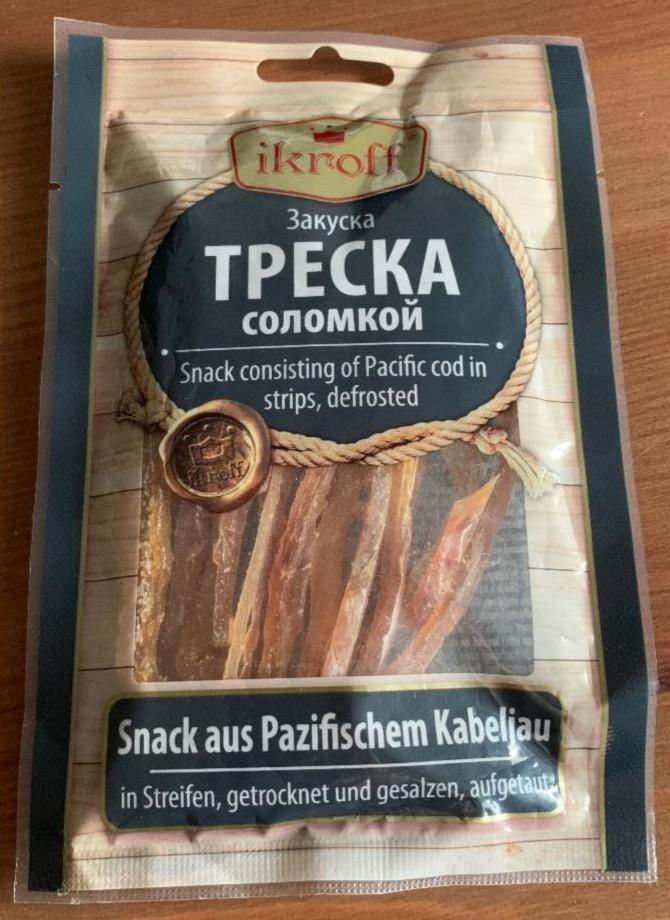 ikroff
Закуска
ТРЕСКА
СОЛОМКОЙ
Snack consisting of Pacific cod in
strips, defrosted
ikroff
Snack aus Pazifischem Kabeljau
in Streifen, getrocknet und gesalzen, aufgetaut